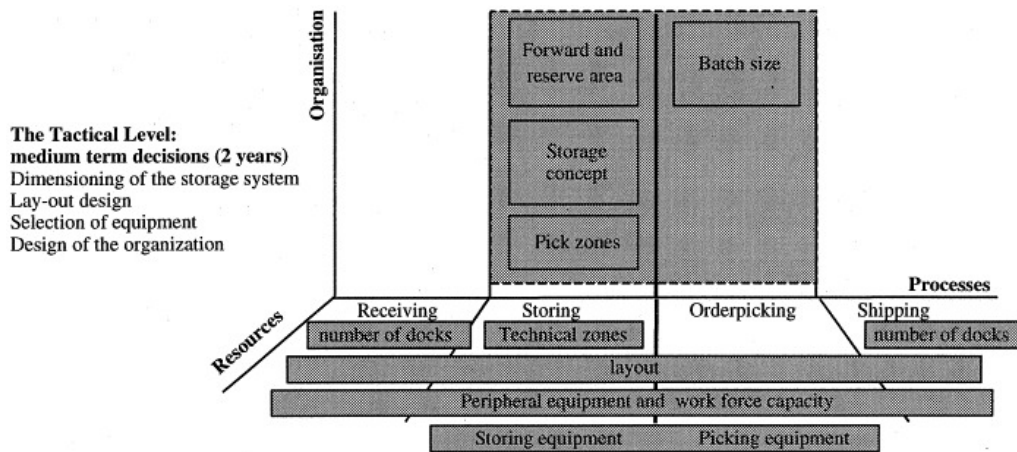 Organisation
Forward and
reserve area
Batch size
The Tactical Level:
medium term decisions (2 years)
Dimensioning of the storage system
Lay-out design
Selection of equipment
Design of the organization
Storage
concept
Pick zones
Processes
Receiving
Storing
Orderpicking
Shipping
Resources
number of docks
Technical zones
number of docks
layout
Peripheral equipment and work force capacity
Storing equipment
Picking equipment